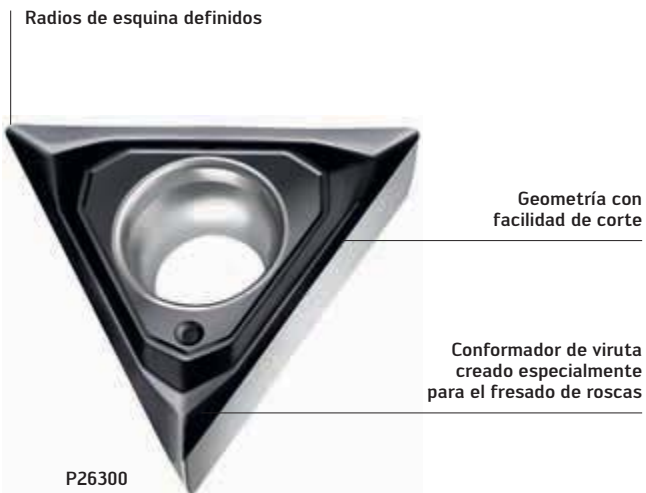 Radios de esquina definidos
Geometría con
facilidad de corte
Conformador de viruta
creado especialmente
para el fresado de roscas
P26300